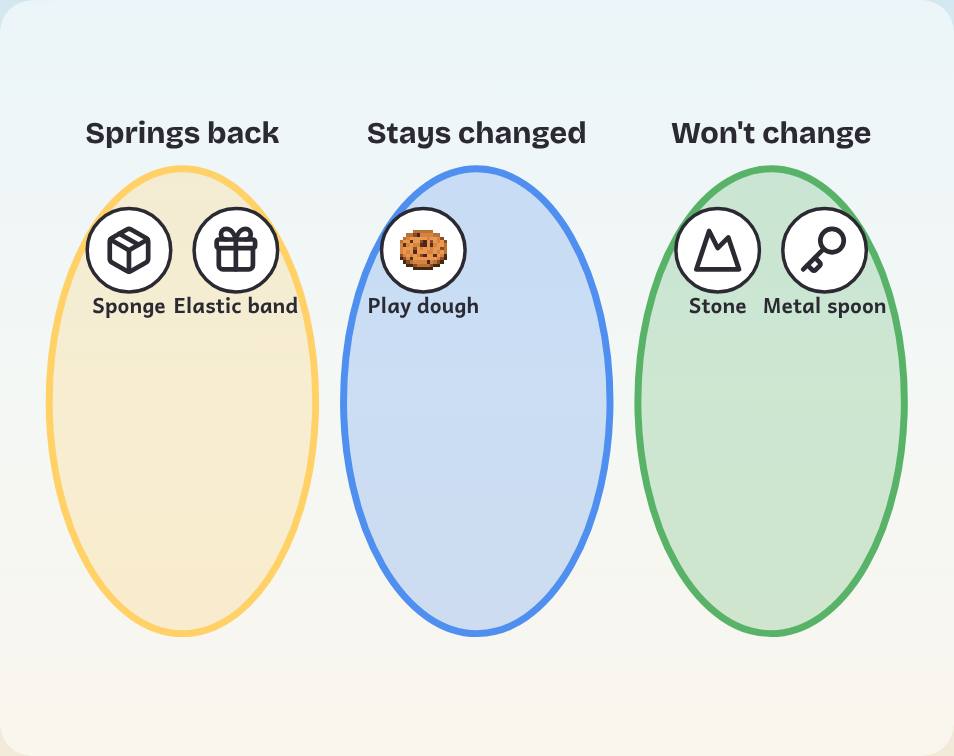 Springs back
Stays changed
Won't change
Sponge
Elastic band
Play dough
Stone
Metal spoon